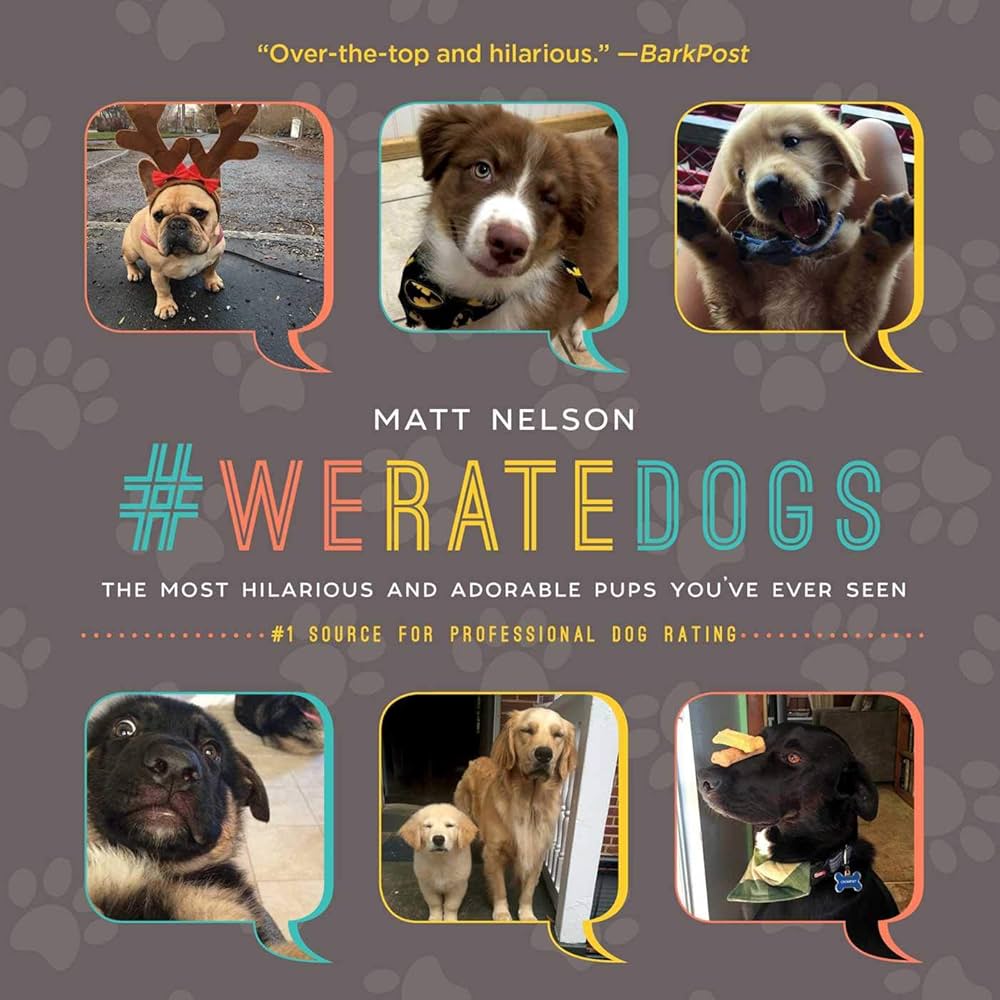 “Over-the-top and hilarious.” —BarkPost
MATT NELSON
#WERATEDOGS
THE MOST HILARIOUS AND ADORABLE PUPS YOU'VE EVER SEEN
#1 SOURCE FOR PROFESSIONAL DOG RATING